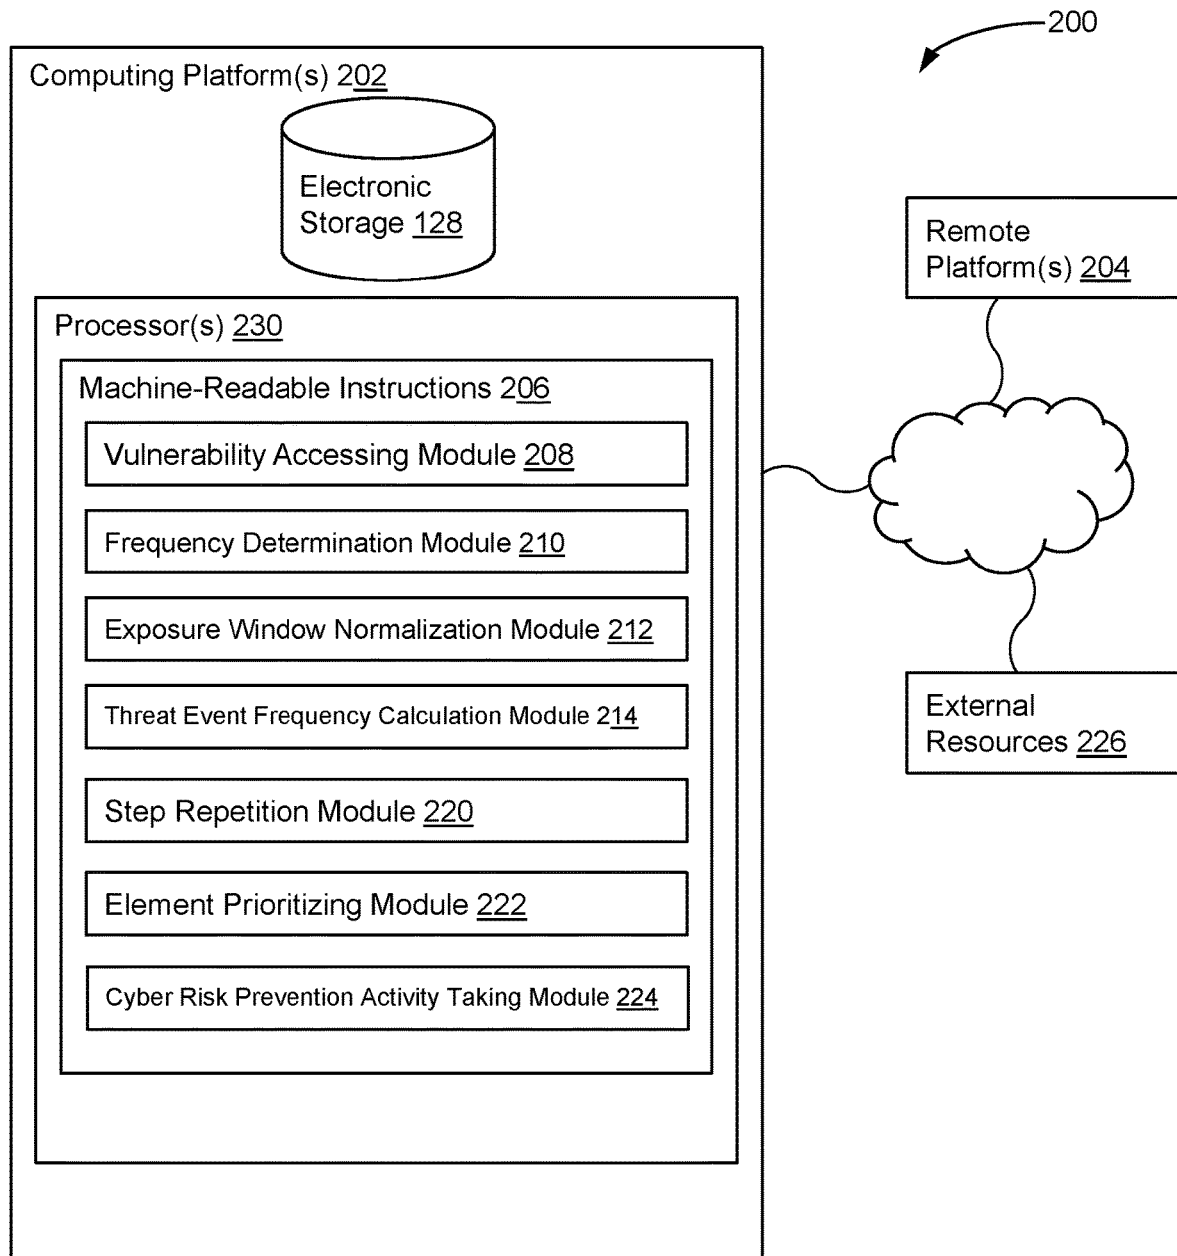 200
Computing Platform(s) 202
Electronic
Storage 128
Remote
Platform(s) 204
Processor(s) 230
Machine-Readable Instructions 206
Vulnerability Accessing Module 208
Frequency Determination Module 210
Exposure Window Normalization Module 212
Threat Event Frequency Calculation Module 214
Step Repetition Module 220
Element Prioritizing Module 222
Cyber Risk Prevention Activity Taking Module 224
External
Resources 226